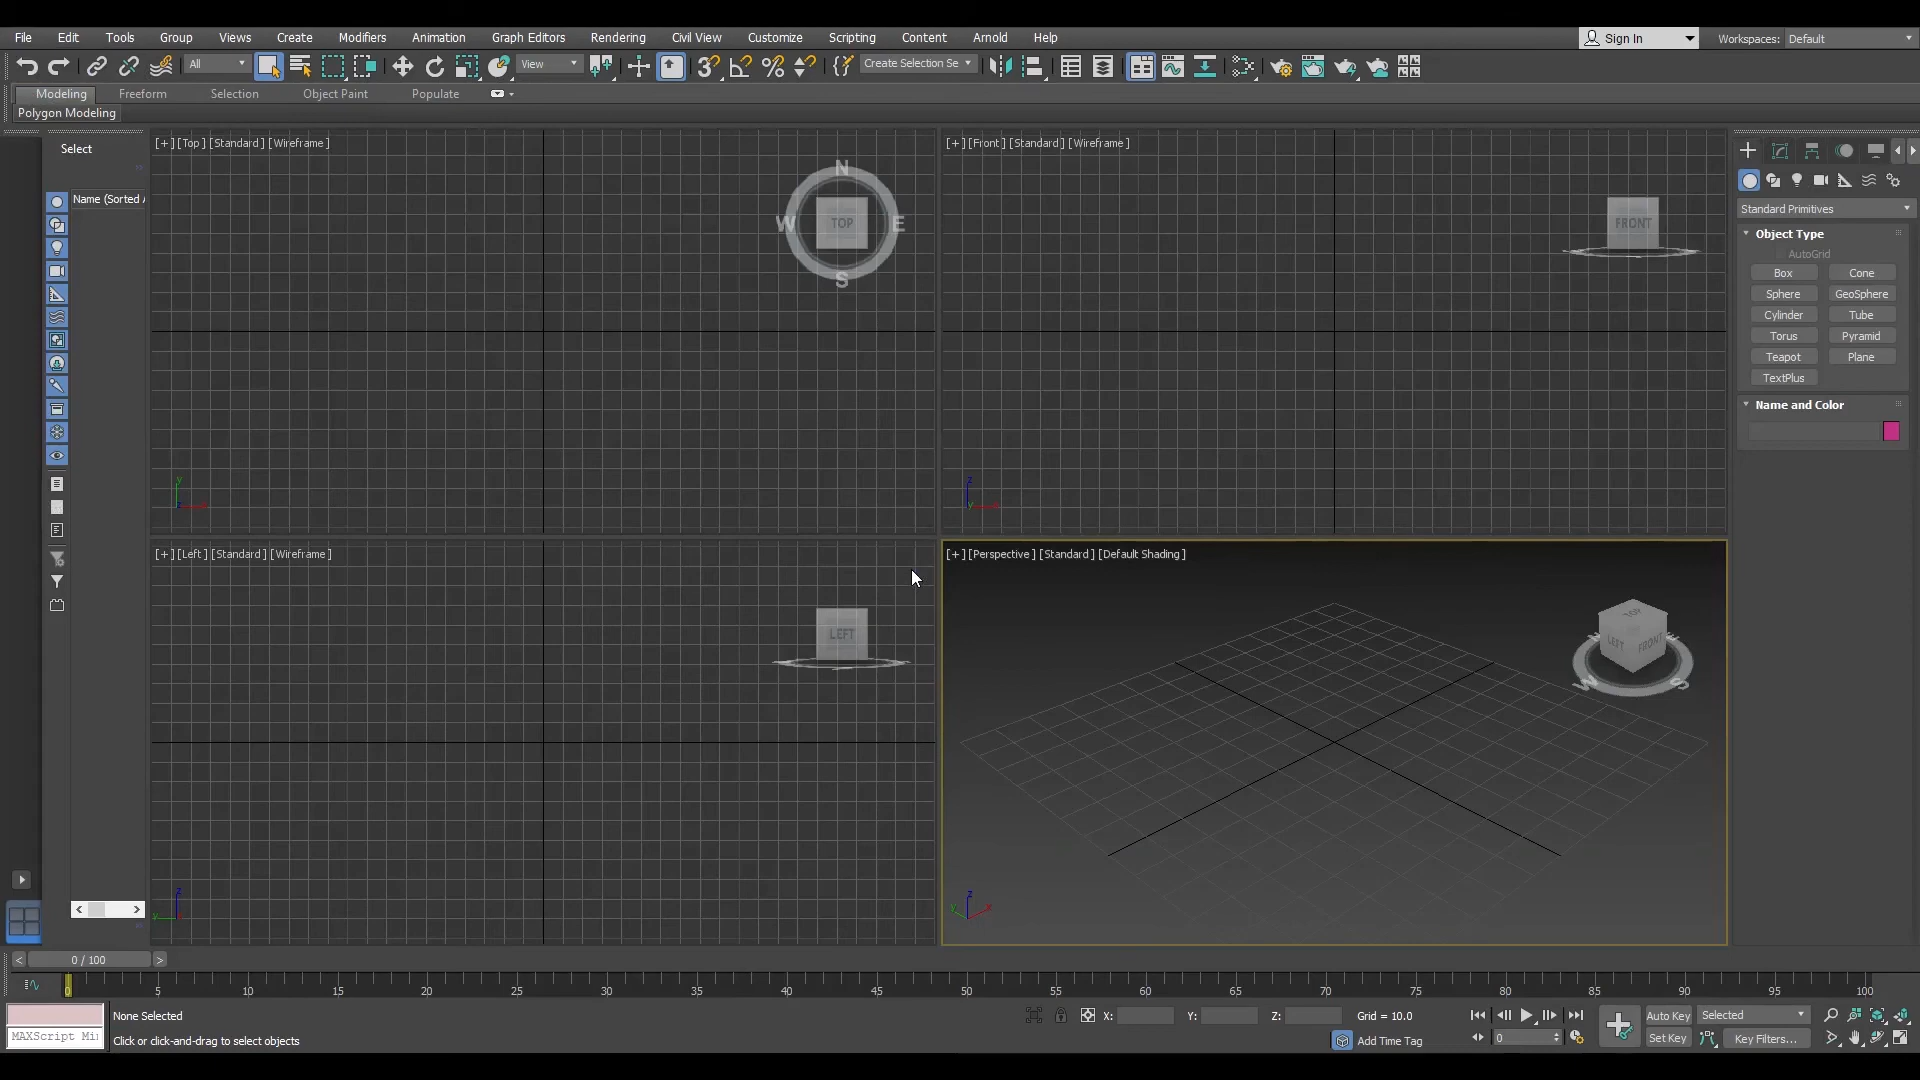 File Edit Tools Group Views Create Modifiers Animation Graph Editors Rendering Civil View Customize Scripting Content Arnold Help Sign In Workspaces: Default
All View 3 Create Selection Se
Modeling Freeform Selection Object Paint Populate
Polygon Modeling
Select
Name (Sorted A
[+] [Top] [Standard] [Wireframe]
N
W TOP E
S
y
[+] [Front] [Standard] [Wireframe]
FRONT
z
y
[+] [Left] [Standard] [Wireframe]
LEFT
z
y
[+] [Perspective] [Standard] [Default Shading]
TOP
LEFT FRONT
W S
z
y x
Standard Primitives
Object Type
AutoGrid
Box Cone
Sphere GeoSphere
Cylinder Tube
Torus Pyramid
Teapot Plane
TextPlus
Name and Color
< 0 / 100 >
0 5 10 15 20 25 30 35 40 45 50 55 60 65 70 75 80 85 90 95 100
None Selected X: Y: Z: Grid = 10.0 Auto Key Selected
MAXScript Mi Click or click-and-drag to select objects Add Time Tag 0 Set Key Key Filters...